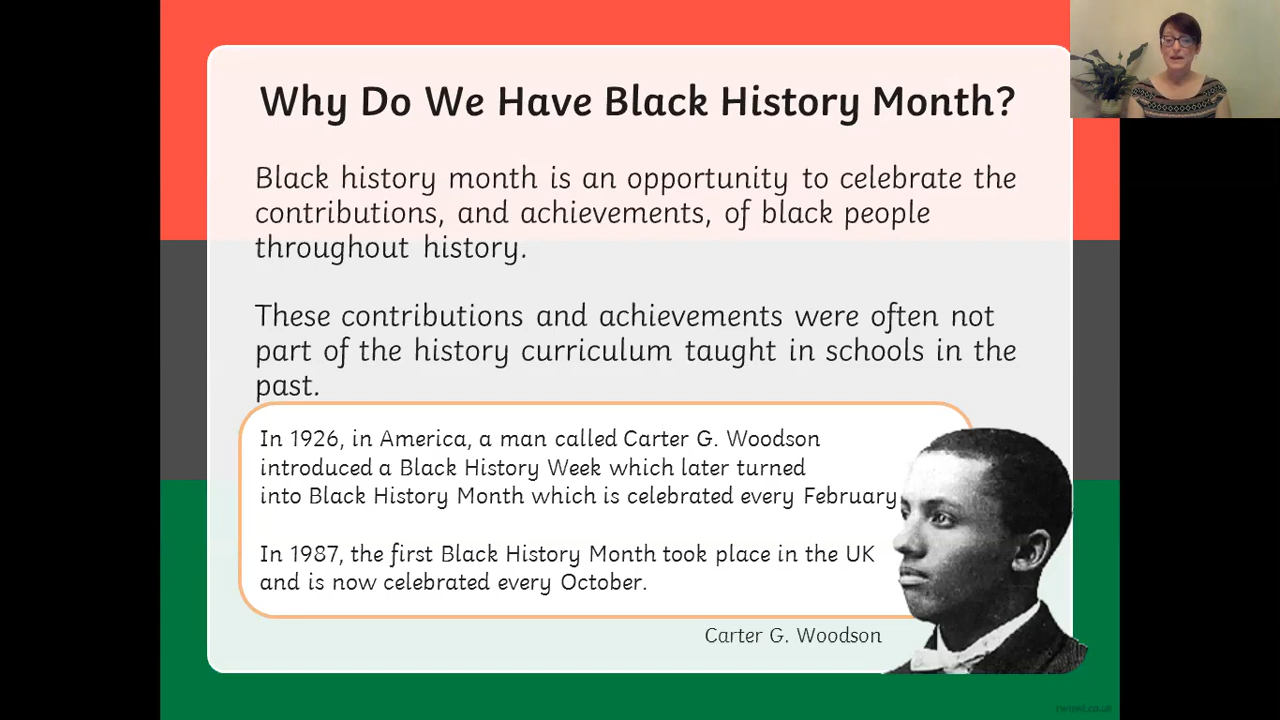 Why Do We Have Black History Month?
Black history month is an opportunity to celebrate the
contributions, and achievements, of black people
throughout history.
These contributions and achievements were often not
part of the history curriculum taught in schools in the
past.
In 1926, in America, a man called Carter G. Woodson
introduced a Black History Week which later turned
into Black History Month which is celebrated every February
In 1987, the first Black History Month took place in the UK
and is now celebrated every October.
Carter G. Woodson
twinkl.co.uk